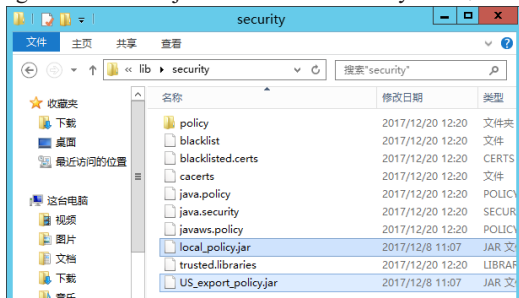 security
文件 主页 共享 查看
« lib security 搜索"security"
名称 修改日期 类型
收藏夹
下载
桌面
最近访问的位置
这台电脑
视频
图片
文档
下载
policy 2017/12/20 12:20 文件夹
blacklist 2017/12/20 12:20 文件
blacklisted.certs 2017/12/20 12:20 CERTS
cacerts 2017/12/20 12:20 文件
java.policy 2017/12/20 12:20 POLICY
java.security 2017/12/20 12:20 SECUR
javaws.policy 2017/12/20 12:20 POLICY
local_policy.jar 2017/12/8 11:07 JAR 文
trusted.libraries 2017/12/20 12:20 LIBRAR
US_export_policy.jar 2017/12/8 11:07 JAR 文